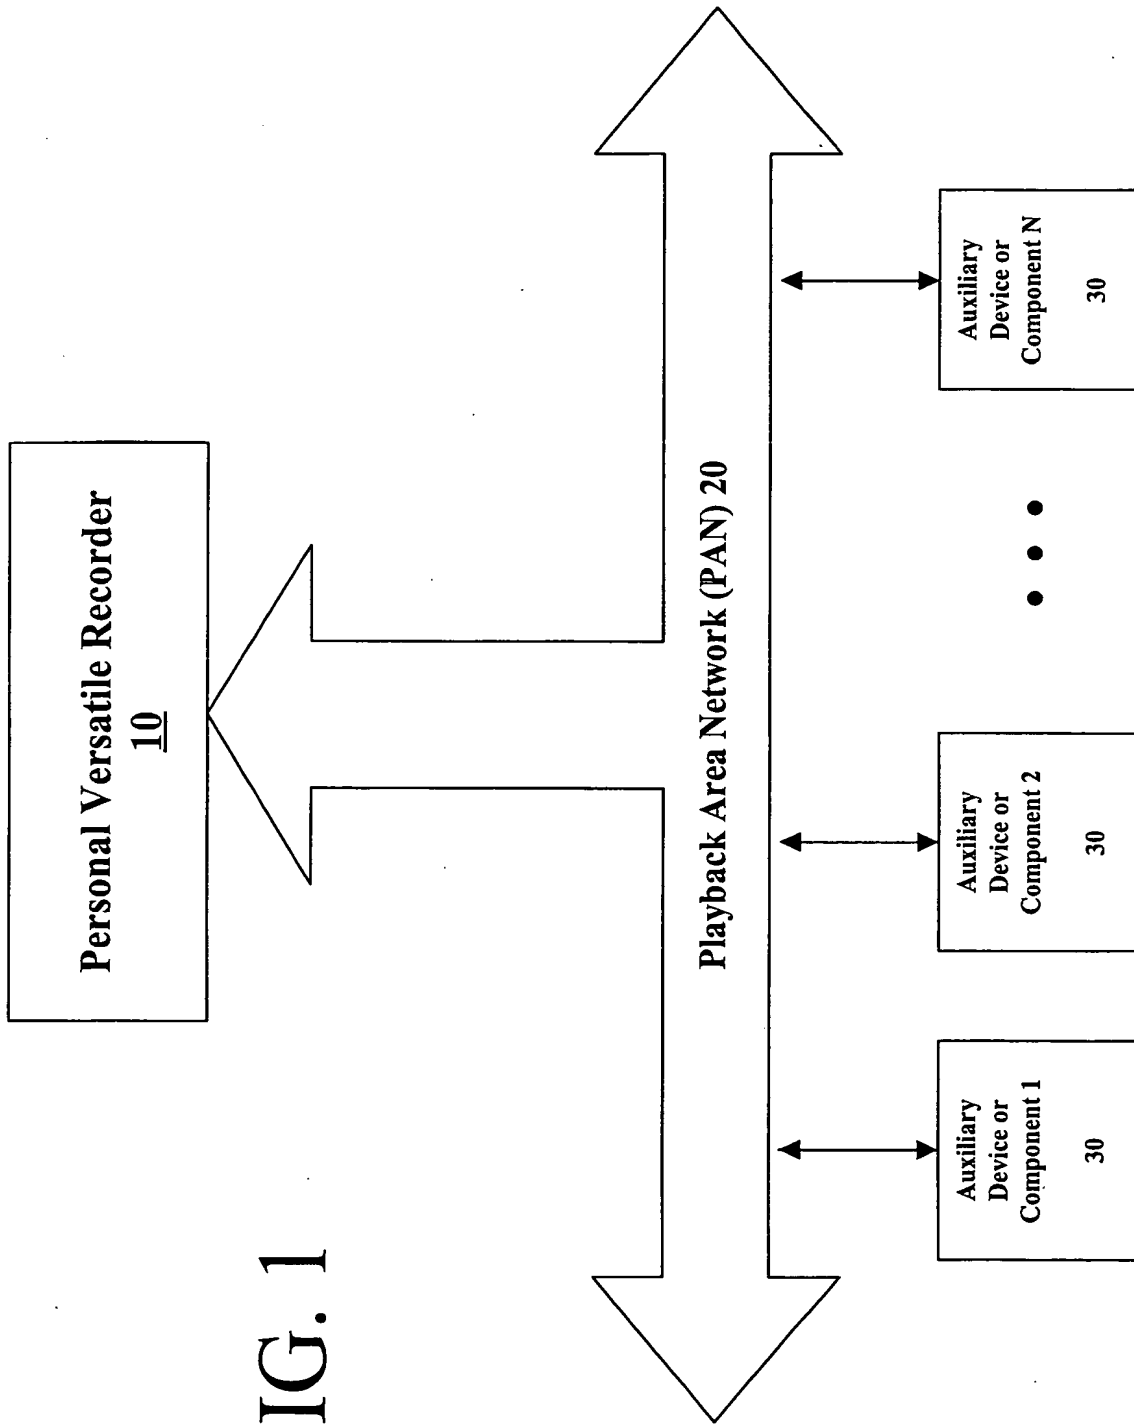 IG. 1
Personal Versatile Recorder
10
Playback Area Network (PAN) 20
Auxiliary
Device or
Component 1
30
Auxiliary
Device or
Component 2
30
Auxiliary
Device or
Component N
30